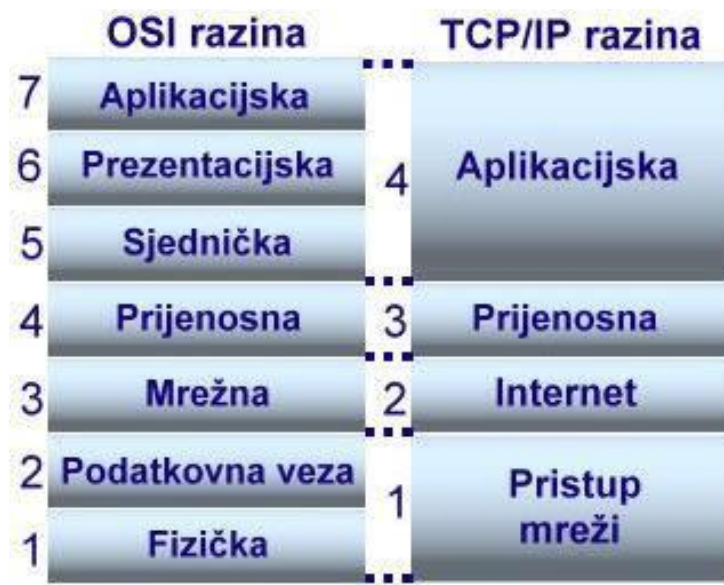 OSI razina
TCP/IP razina
7 Aplikacijska
6 Prezentacijska
5 Sjednička
4 Prijenosna
3 Mrežna
2 Podatkovna veza
1 Fizička
4 Aplikacijska
3 Prijenosna
2 Internet
1 Pristup
mreži